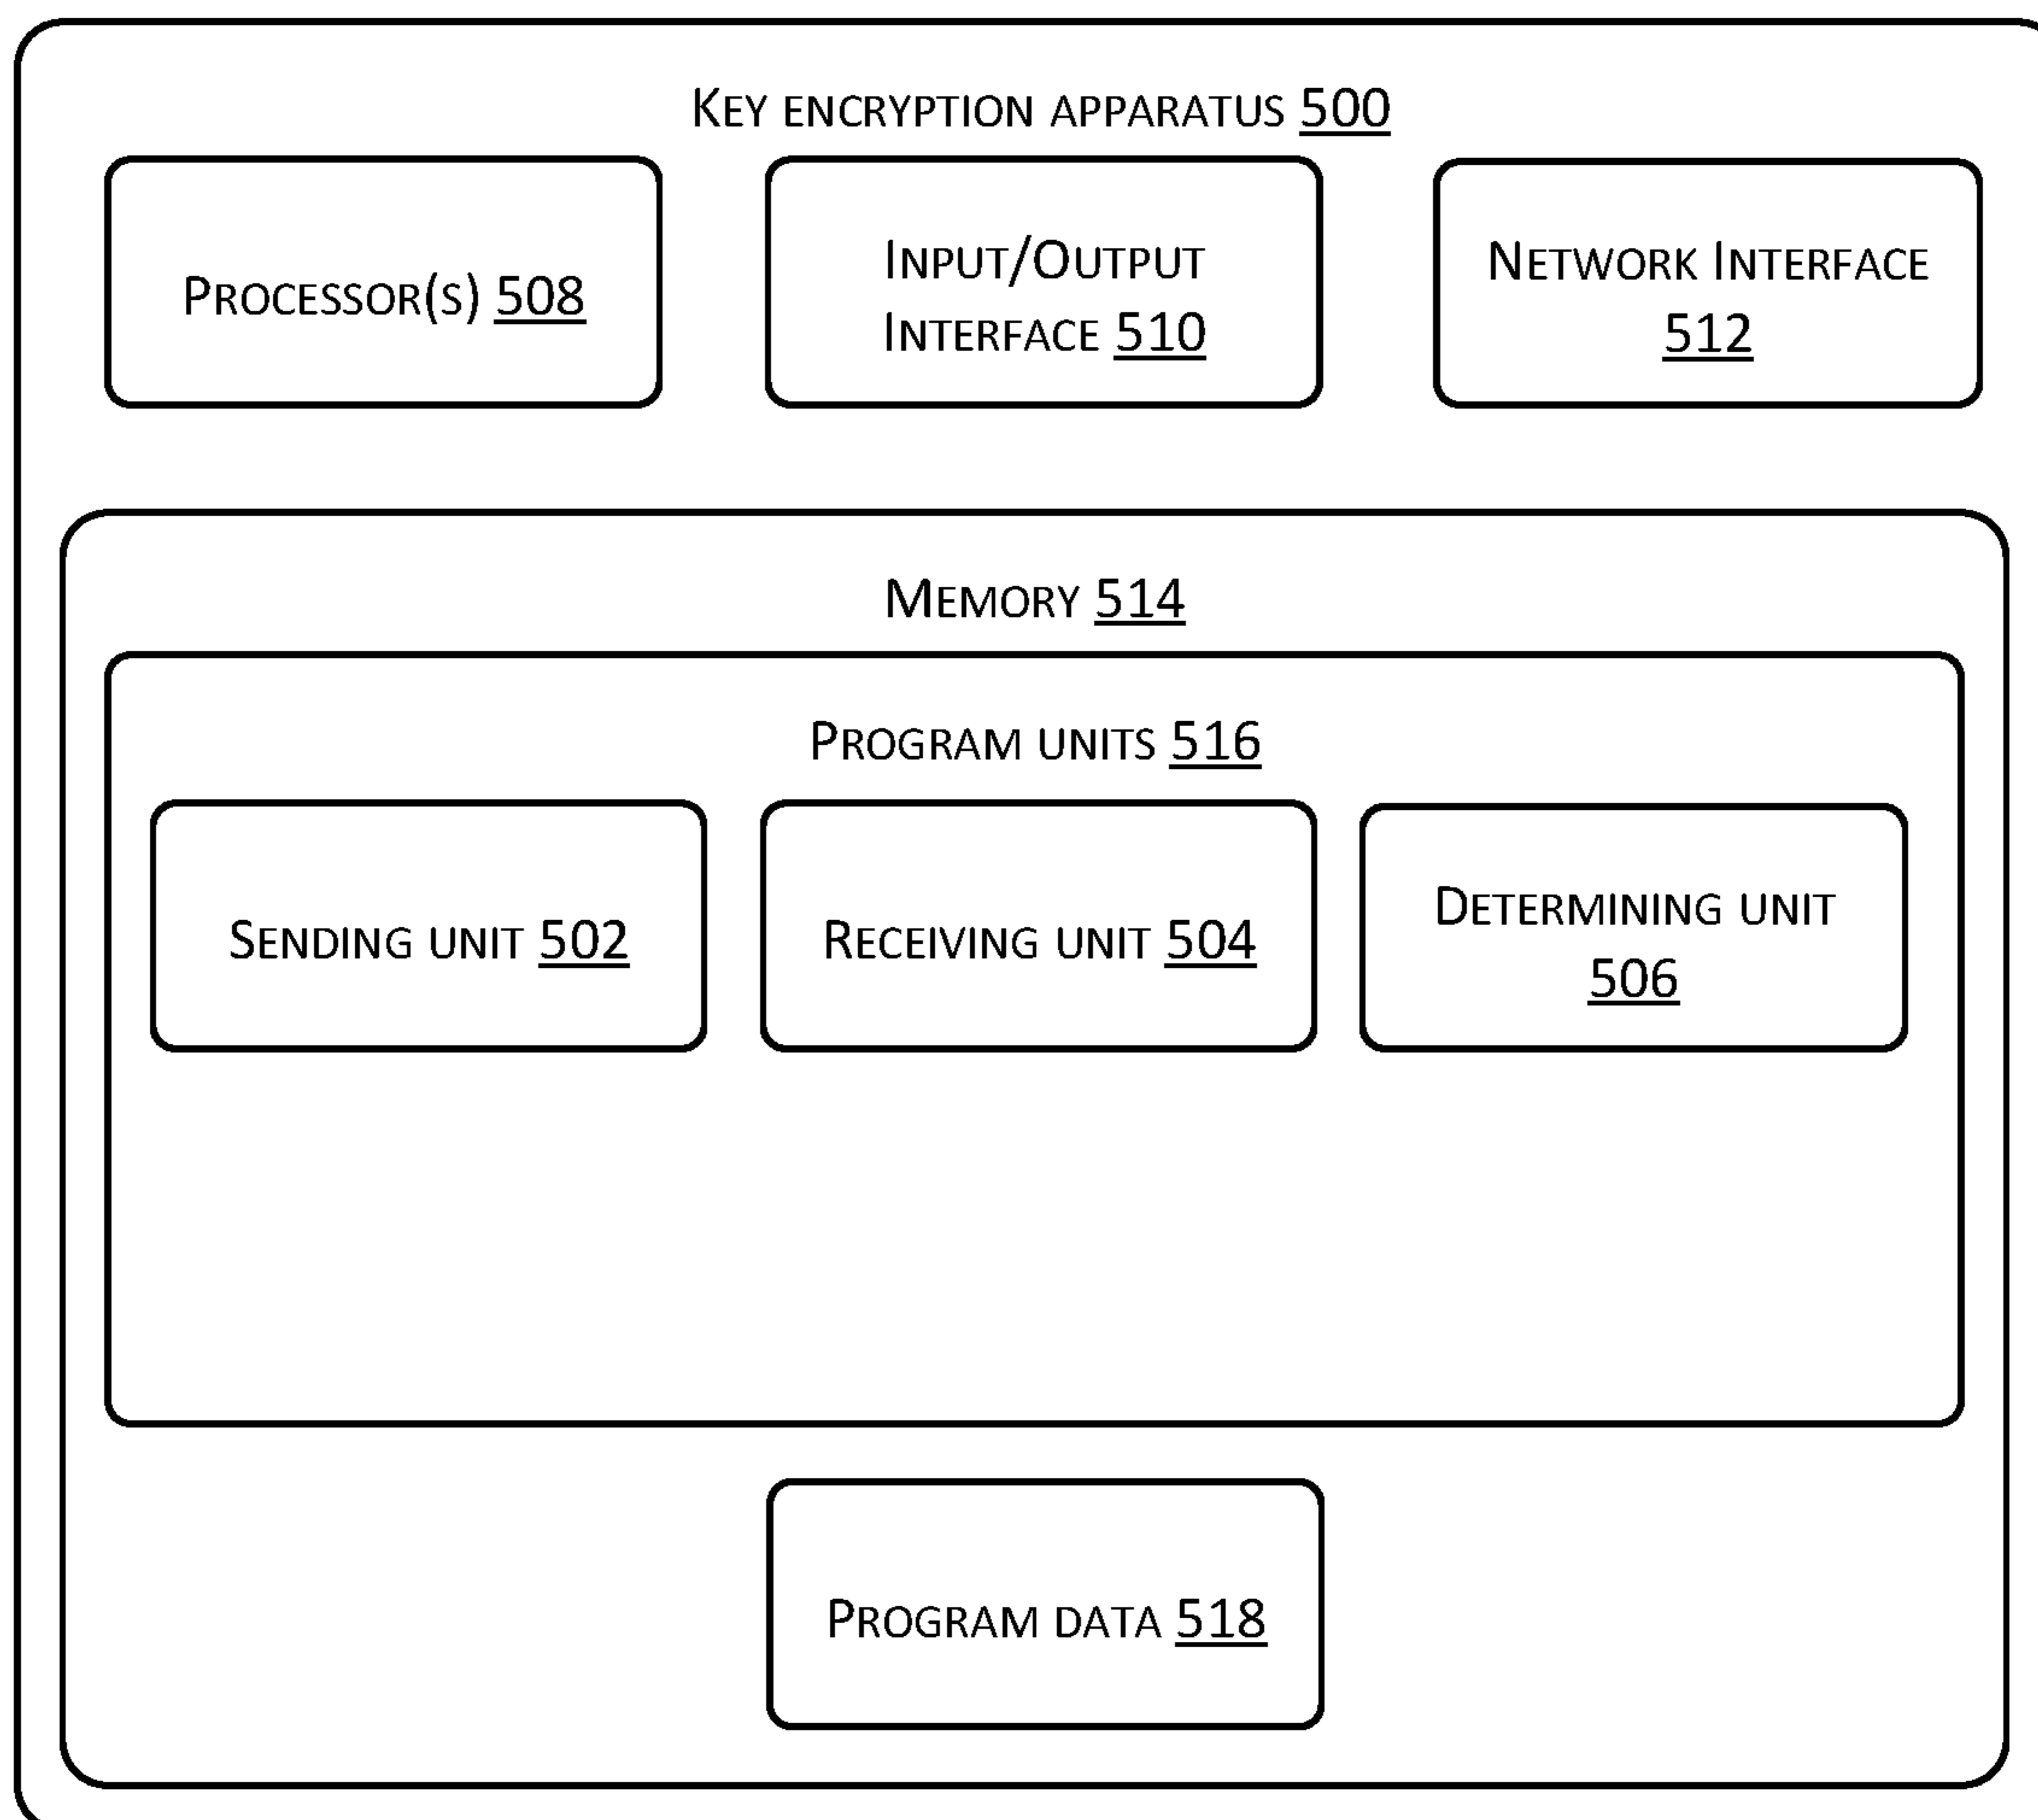 Key encryption apparatus 500
Processor(s) 508
Input/Output
Interface 510
Network Interface
512
Memory 514
Program units 516
Sending unit 502
Receiving unit 504
Determining unit
506
Program data 518